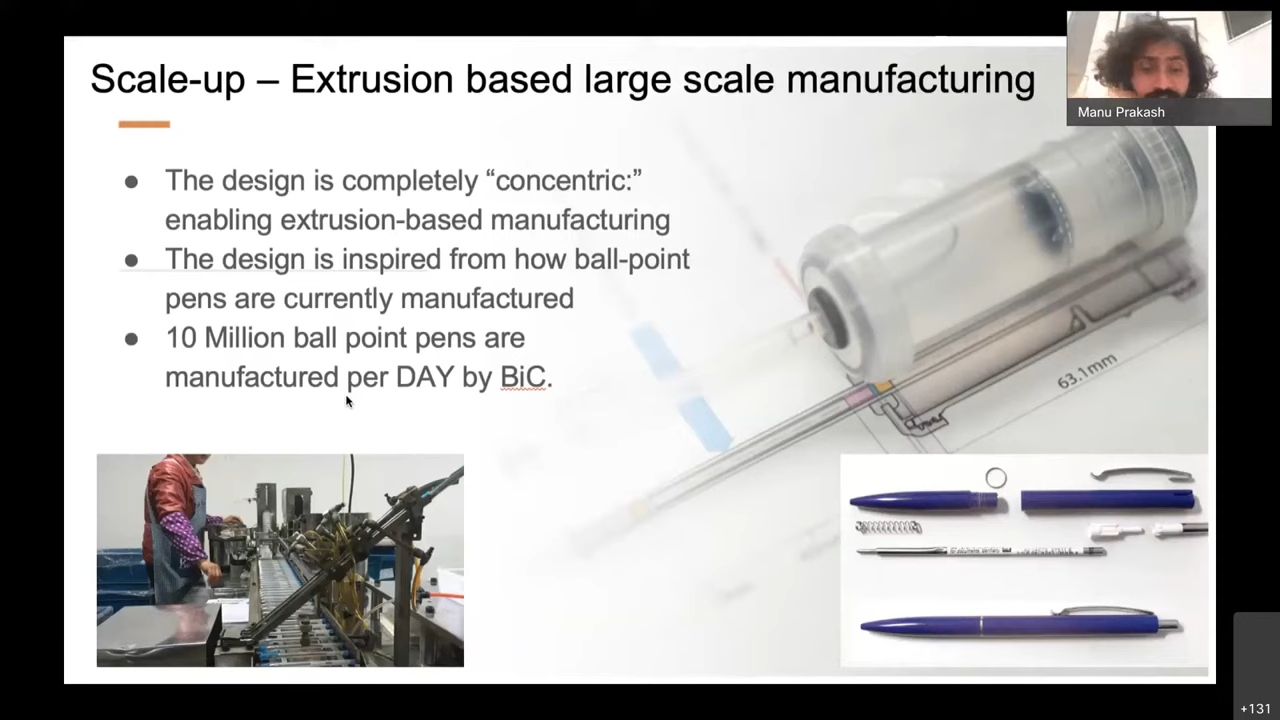 Scale-up – Extrusion based large scale manufacturing
Manu Prakash
● The design is completely “concentric:”
enabling extrusion-based manufacturing
● The design is inspired from how ball-point
pens are currently manufactured
● 10 Million ball point pens are
manufactured per DAY by BiC.
63.1mm
+131